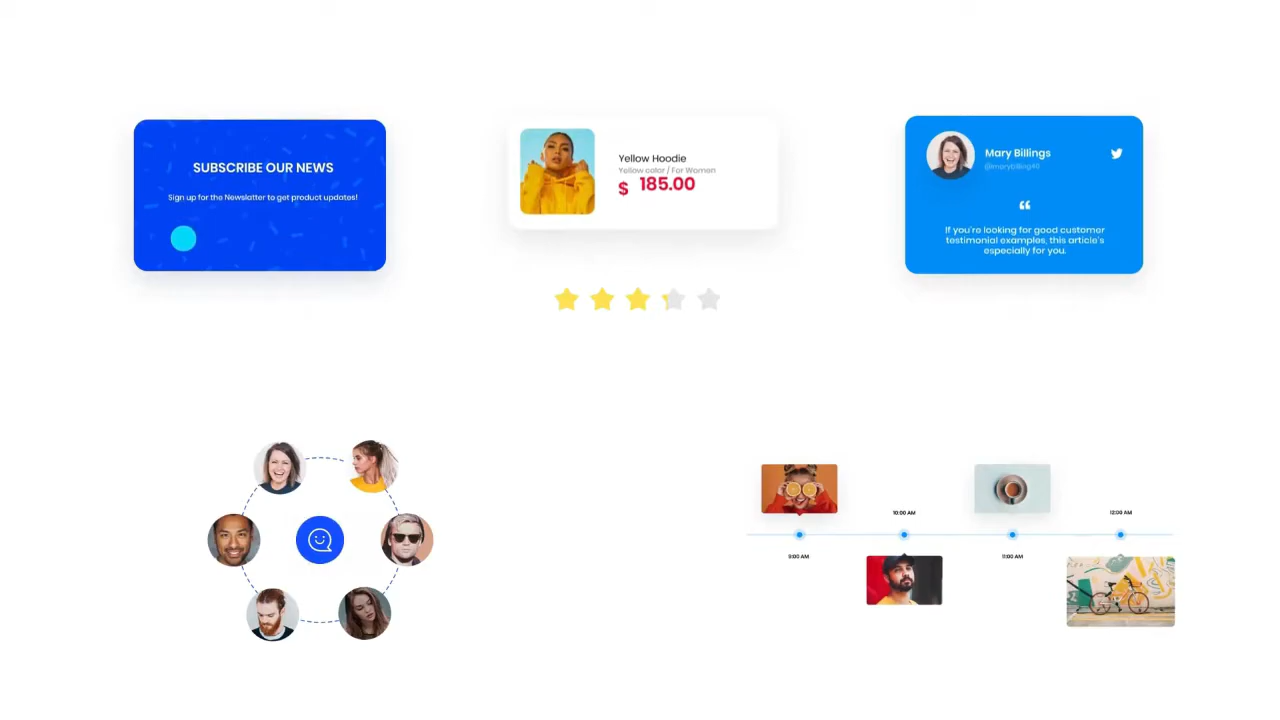 SUBSCRIBE OUR NEWS
Sign up for the Newslatter to get product updates!
Yellow Hoodie
Yellow color / For Women
$ 185.00
Mary Billings
@marybilling40
“
If you're looking for good customer
testimonial examples, this article's
especially for you.
10:00 AM
12:00 AM
9:00 AM
11:00 AM